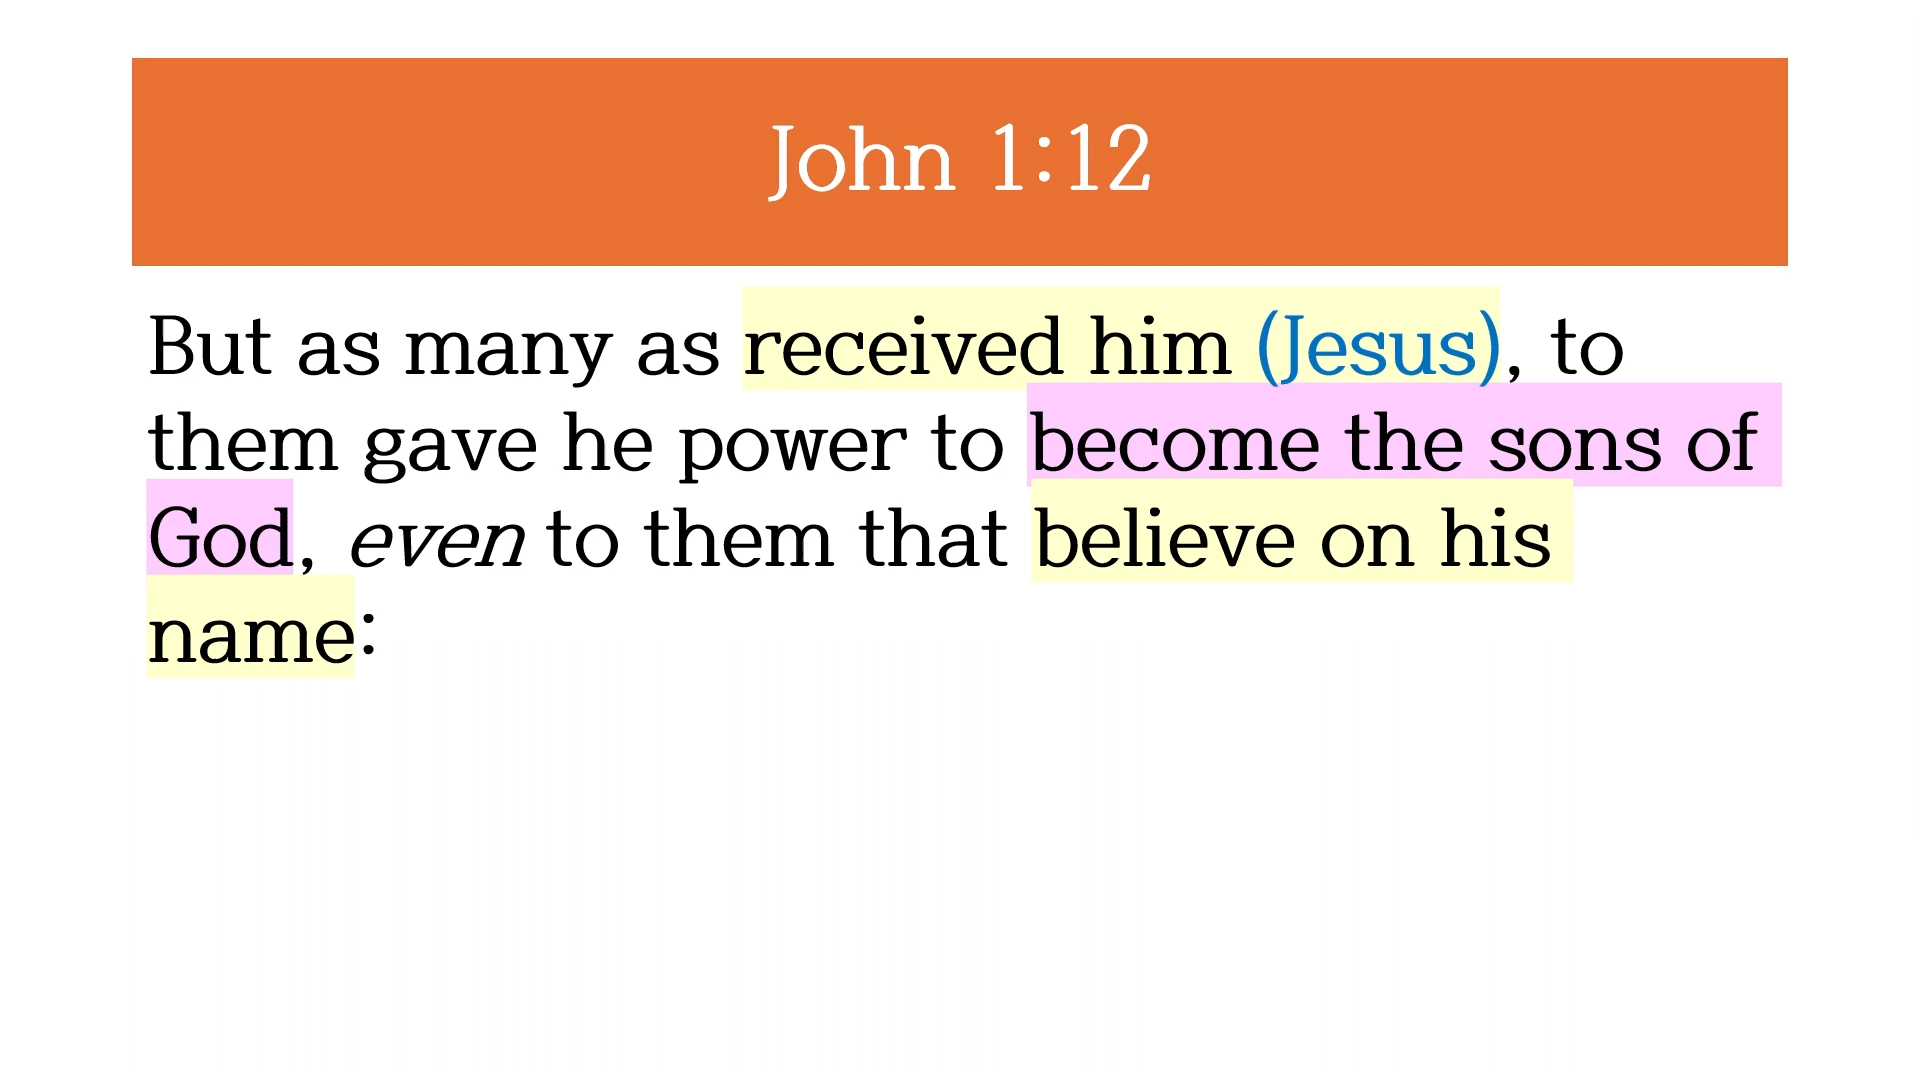 John 1:12
But as many as received him (Jesus), to
them gave he power to become the sons of
God, even to them that believe on his
name: